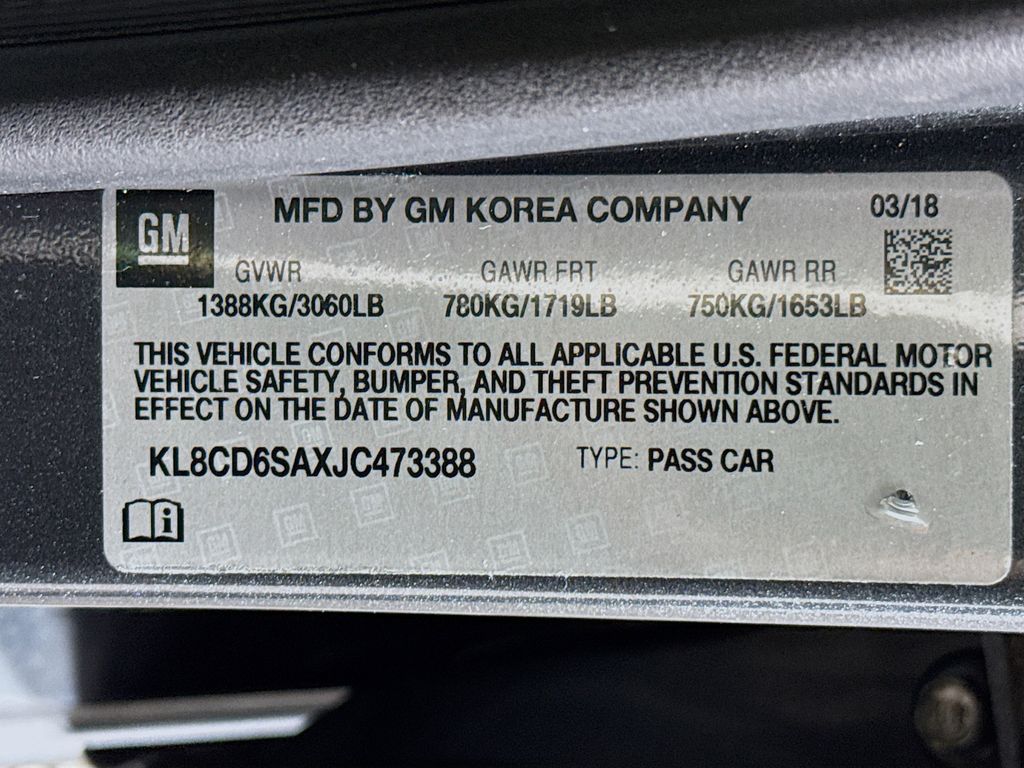 GM
MFD BY GM KOREA COMPANY
03/18
GVWR GAWR FRT GAWR RR
1388KG/3060LB 780KG/1719LB 750KG/1653LB
THIS VEHICLE CONFORMS TO ALL APPLICABLE U.S. FEDERAL MOTOR
VEHICLE SAFETY, BUMPER, AND THEFT PREVENTION STANDARDS IN
EFFECT ON THE DATE OF MANUFACTURE SHOWN ABOVE.
KL8CD6SAXJC473388 TYPE: PASS CAR
i